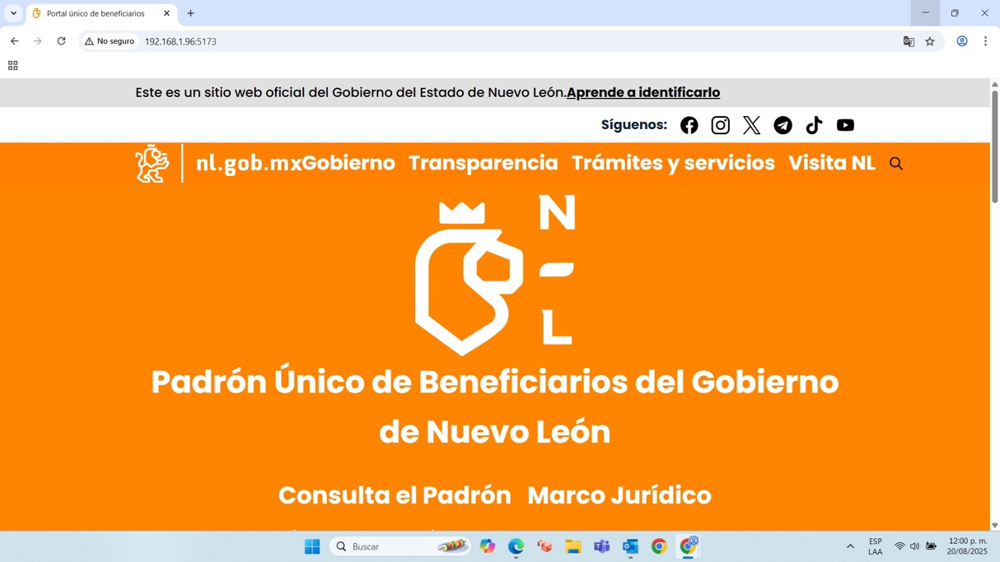 Portal único de beneficiarios
No seguro
192.168.1.96:5173
Este es un sitio web oficial del Gobierno del Estado de Nuevo León.Aprende a identificarlo
Síguenos:
nl.gob.mxGobierno Transparencia Trámites y servicios Visita NL
N
L
Padrón Único de Beneficiarios del Gobierno
de Nuevo León
Consulta el Padrón Marco Jurídico
Buscar
ESP
LAA
12:00 p. m.
20/08/2025